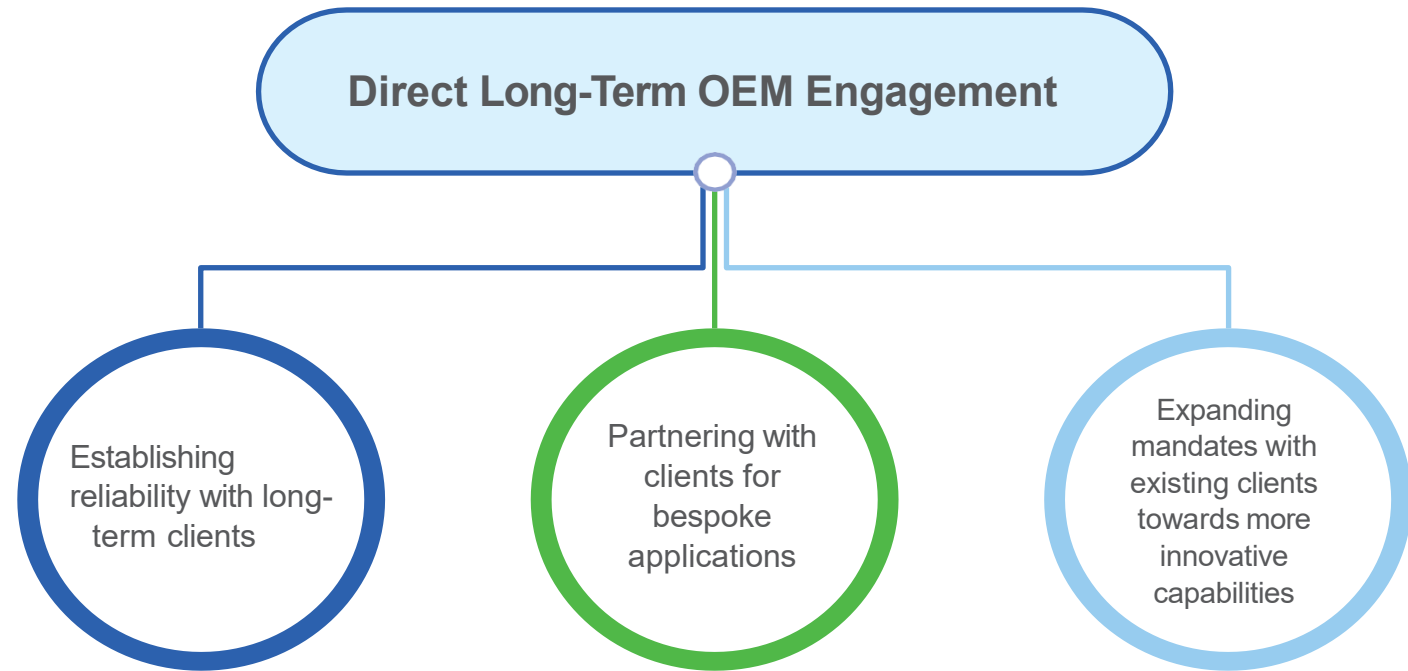 Direct Long-Term OEM Engagement
Establishing
reliability with long-
term clients
Partnering with
clients for
bespoke
applications
Expanding
mandates with
existing clients
towards more
innovative
capabilities